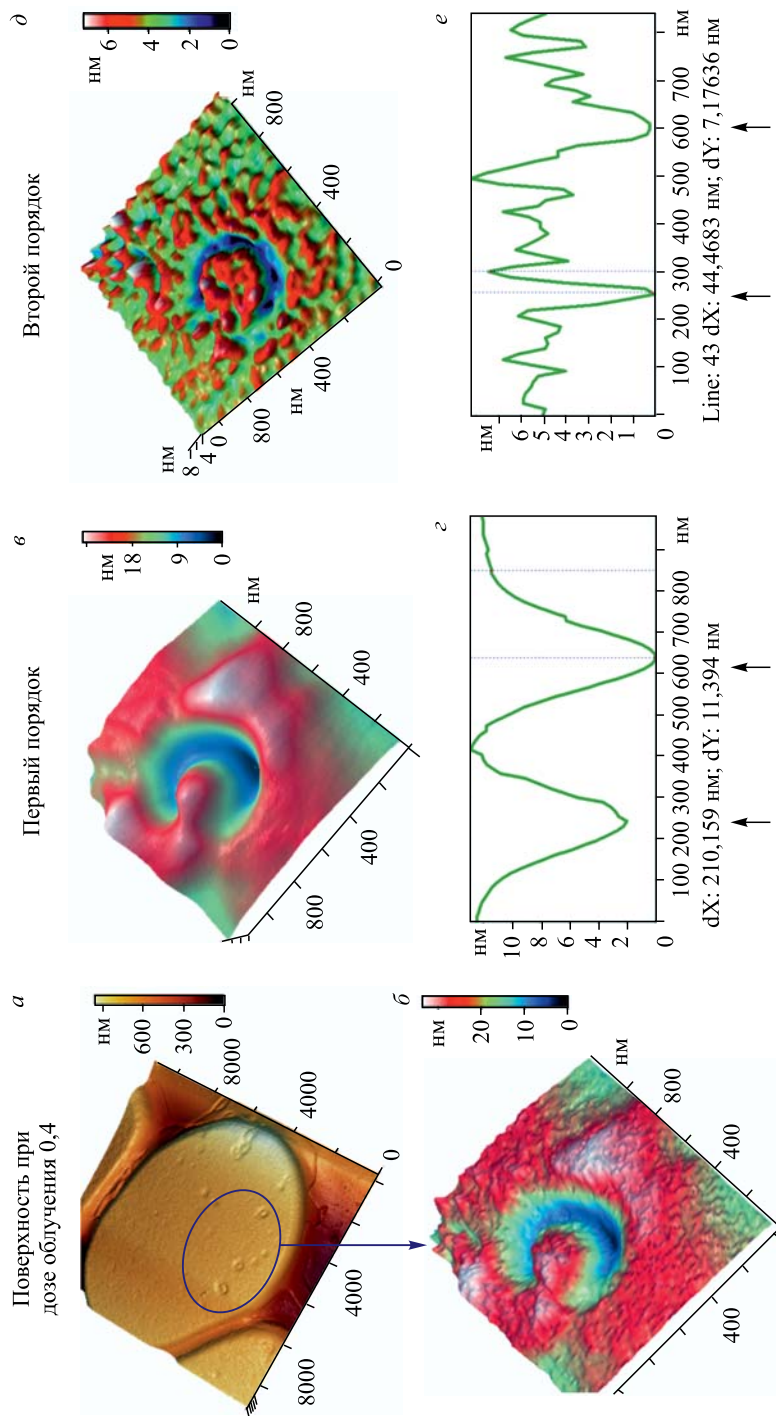 Поверхность при
дозе облучения 0,4
а
нм
600
300
0
8000
4000
0
4000
8000
б
нм
20
10
0
нм
800
400
400
Первый порядок
в
нм
18
9
0
нм
800
400
400
800
г
нм
10
8
6
4
2
0
100 200 300 400 500 600 700 800 нм
dX: 210,159 нм; dY: 11,394 нм
Второй порядок
д
нм
6
4
2
0
нм
800
400
0
400
нм
800
нм
8
4
0
е
нм
6
5
4
3
2
1
0
100 200 300 400 500 600 700 нм
Line: 43 dX: 44,4683 нм; dY: 7,17636 нм